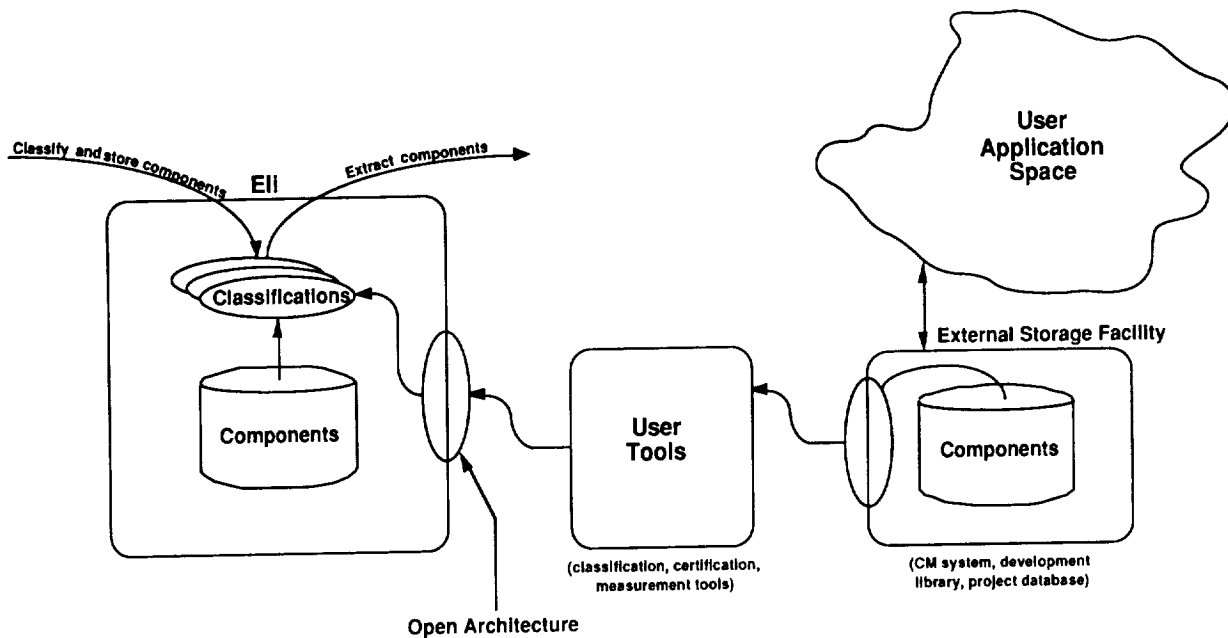 User
Application
Space
Classify and store components
Extract components
Eli
Classifications
External Storage Facility
Components
User
Tools
Components
(classification, certification,
measurement tools)
(CM system, development
library, project database)
Open Architecture